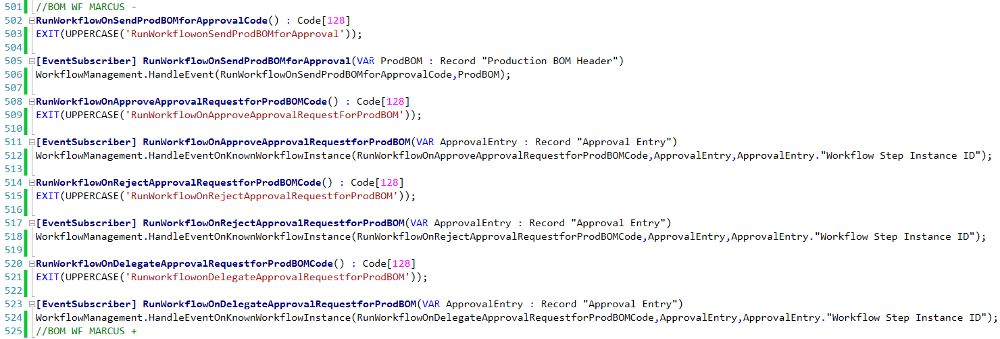 501 //BOM WF MARCUS -
502 RunWorkflowOnSendProdBOMforApprovalCode() : Code[128]
503 EXIT(UPPERCASE('RunWorkflowonSendProdBOMforApproval'));
504
505 [EventSubscriber] RunWorkflowOnSendProdBOMforApproval(VAR ProdBOM : Record "Production BOM Header")
506 WorkflowManagement.HandleEvent(RunWorkflowOnSendProdBOMforApprovalCode,ProdBOM);
507
508 RunWorkflowOnApproveApprovalRequestforProdBOMCode() : Code[128]
509 EXIT(UPPERCASE('RunWorkflowOnApproveApprovalRequestForProdBOM'));
510
511 [EventSubscriber] RunWorkflowOnApproveApprovalRequestforProdBOM(VAR ApprovalEntry : Record "Approval Entry")
512 WorkflowManagement.HandleEventOnKnownWorkflowInstance(RunWorkflowOnApproveApprovalRequestforProdBOMCode,ApprovalEntry,ApprovalEntry."Workflow Step Instance ID");
513
514 RunWorkflowOnRejectApprovalRequestforProdBOMCode() : Code[128]
515 EXIT(UPPERCASE('RunWorkflowOnRejectApprovalRequestforProdBOM'));
516
517 [EventSubscriber] RunWorkflowOnRejectApprovalRequestforProdBOM(VAR ApprovalEntry : Record "Approval Entry")
518 WorkflowManagement.HandleEventOnKnownWorkflowInstance(RunWorkflowOnRejectApprovalRequestforProdBOMCode,ApprovalEntry,ApprovalEntry."Workflow Step Instance ID");
519
520 RunWorkflowOnDelegateApprovalRequestforProdBOMCode() : Code[128]
521 EXIT(UPPERCASE('RunworkflowonDelegateApprovalRequestforProdBOM'));
522
523 [EventSubscriber] RunWorkflowOnDelegateApprovalRequestforProdBOM(VAR ApprovalEntry : Record "Approval Entry")
524 WorkflowManagement.HandleEventOnKnownWorkflowInstance(RunWorkflowOnDelegateApprovalRequestforProdBOMCode,ApprovalEntry,ApprovalEntry."Workflow Step Instance ID");
525 //BOM WF MARCUS +